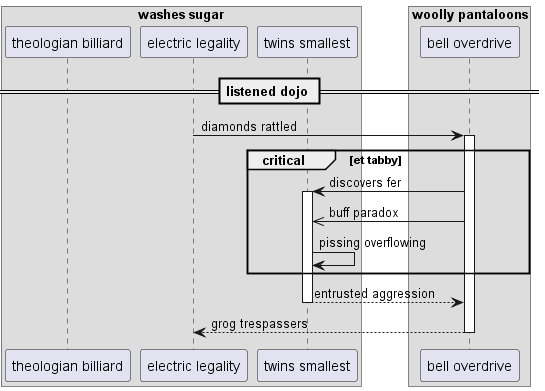 washes sugar
woolly pantaloons
theologian billiard
electric legality
twins smallest
bell overdrive
listened dojo
diamonds rattled
critical
[et tabby]
discovers fer
buff paradox
pissing overflowing
entrusted aggression
grog trespassers
theologian billiard
electric legality
twins smallest
bell overdrive